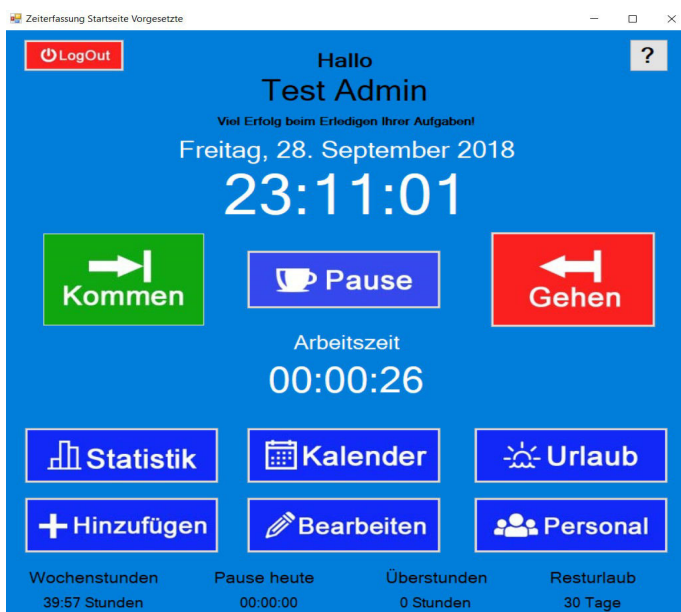 Zeiterfassung Startseite Vorgesetzte
LogOut
?
Hallo
Test Admin
Viel Erfolg beim Erledigen Ihrer Aufgaben!
Freitag, 28. September 2018
23:11:01
Kommen
Pause
Gehen
Arbeitszeit
00:00:26
Statistik
Kalender
Urlaub
Hinzufügen
Bearbeiten
Personal
Wochenstunden Pause heute Überstunden Resturlaub
39:57 Stunden 00:00:00 0 Stunden 30 Tage